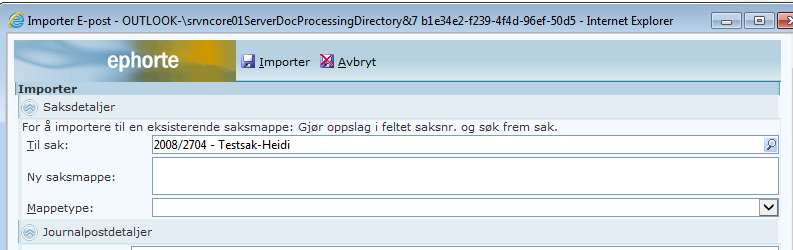 Importer E-post - OUTLOOK-\srvncore01ServerDocProcessingDirectory&7 b1e34e2-f239-4f4d-96ef-50d5 - Internet Explorer
ephorte Importer Avbryt
Importer
Saksdetaljer
For å importere til en eksisterende saksmappe: Gjør oppslag i feltet saksnr. og søk frem sak.
Til sak: 2008/2704 - Testsak-Heidi
Ny saksmappe:
Mappetype:
Journalpostdetaljer